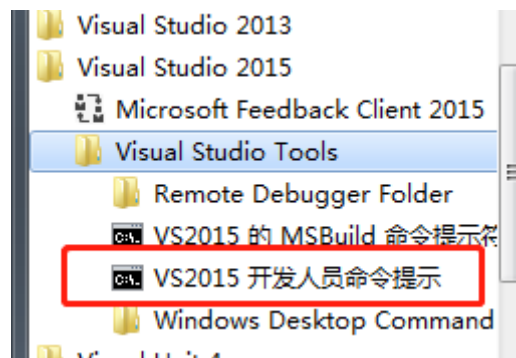 Visual Studio 2013
Visual Studio 2015
Microsoft Feedback Client 2015
Visual Studio Tools
Remote Debugger Folder
VS2015 的 MSBuild 命令提示符
VS2015 开发人员命令提示
Windows Desktop Command